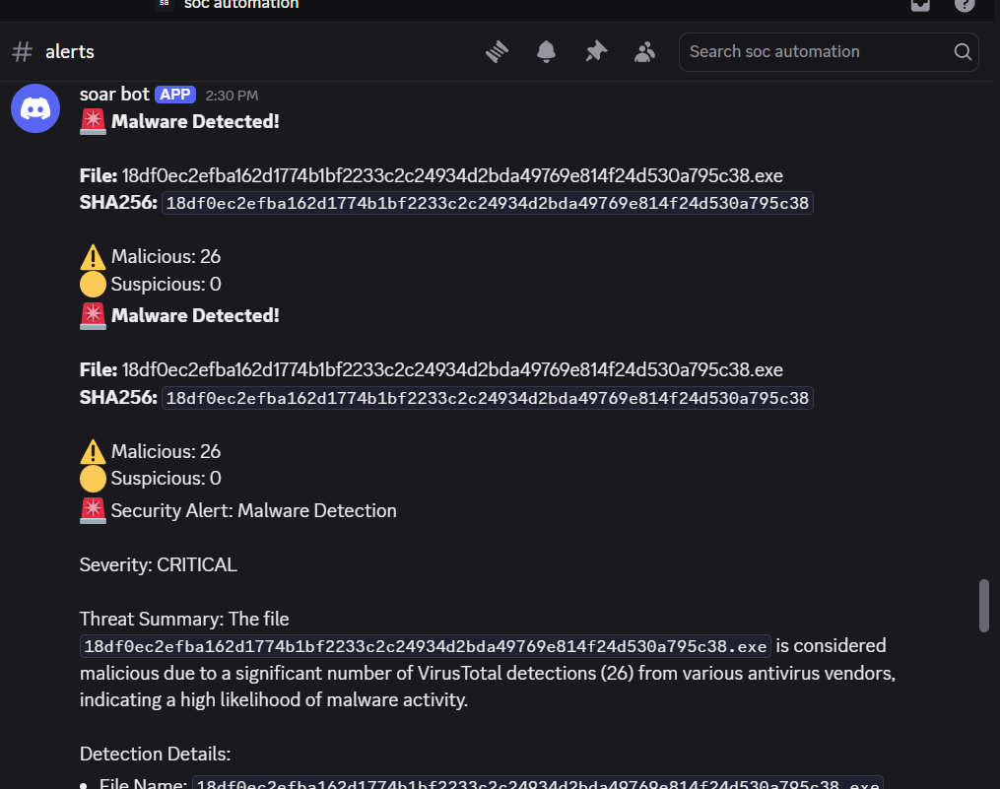 sa soc automation
# alerts
Search soc automation
soar bot APP 2:30 PM
🚨 Malware Detected!
File: 18df0ec2efba162d1774b1bf2233c2c24934d2bda49769e814f24d530a795c38.exe
SHA256: 18df0ec2efba162d1774b1bf2233c2c24934d2bda49769e814f24d530a795c38
⚠️ Malicious: 26
🟡 Suspicious: 0
🚨 Malware Detected!
File: 18df0ec2efba162d1774b1bf2233c2c24934d2bda49769e814f24d530a795c38.exe
SHA256: 18df0ec2efba162d1774b1bf2233c2c24934d2bda49769e814f24d530a795c38
⚠️ Malicious: 26
🟡 Suspicious: 0
🚨 Security Alert: Malware Detection
Severity: CRITICAL
Threat Summary: The file
18df0ec2efba162d1774b1bf2233c2c24934d2bda49769e814f24d530a795c38.exe is considered
malicious due to a significant number of VirusTotal detections (26) from various antivirus vendors,
indicating a high likelihood of malware activity.
Detection Details:
• File Name: 18df0ec2efba162d1774b1bf2233c2c24934d2bda49769e814f24d530a795c38.exe